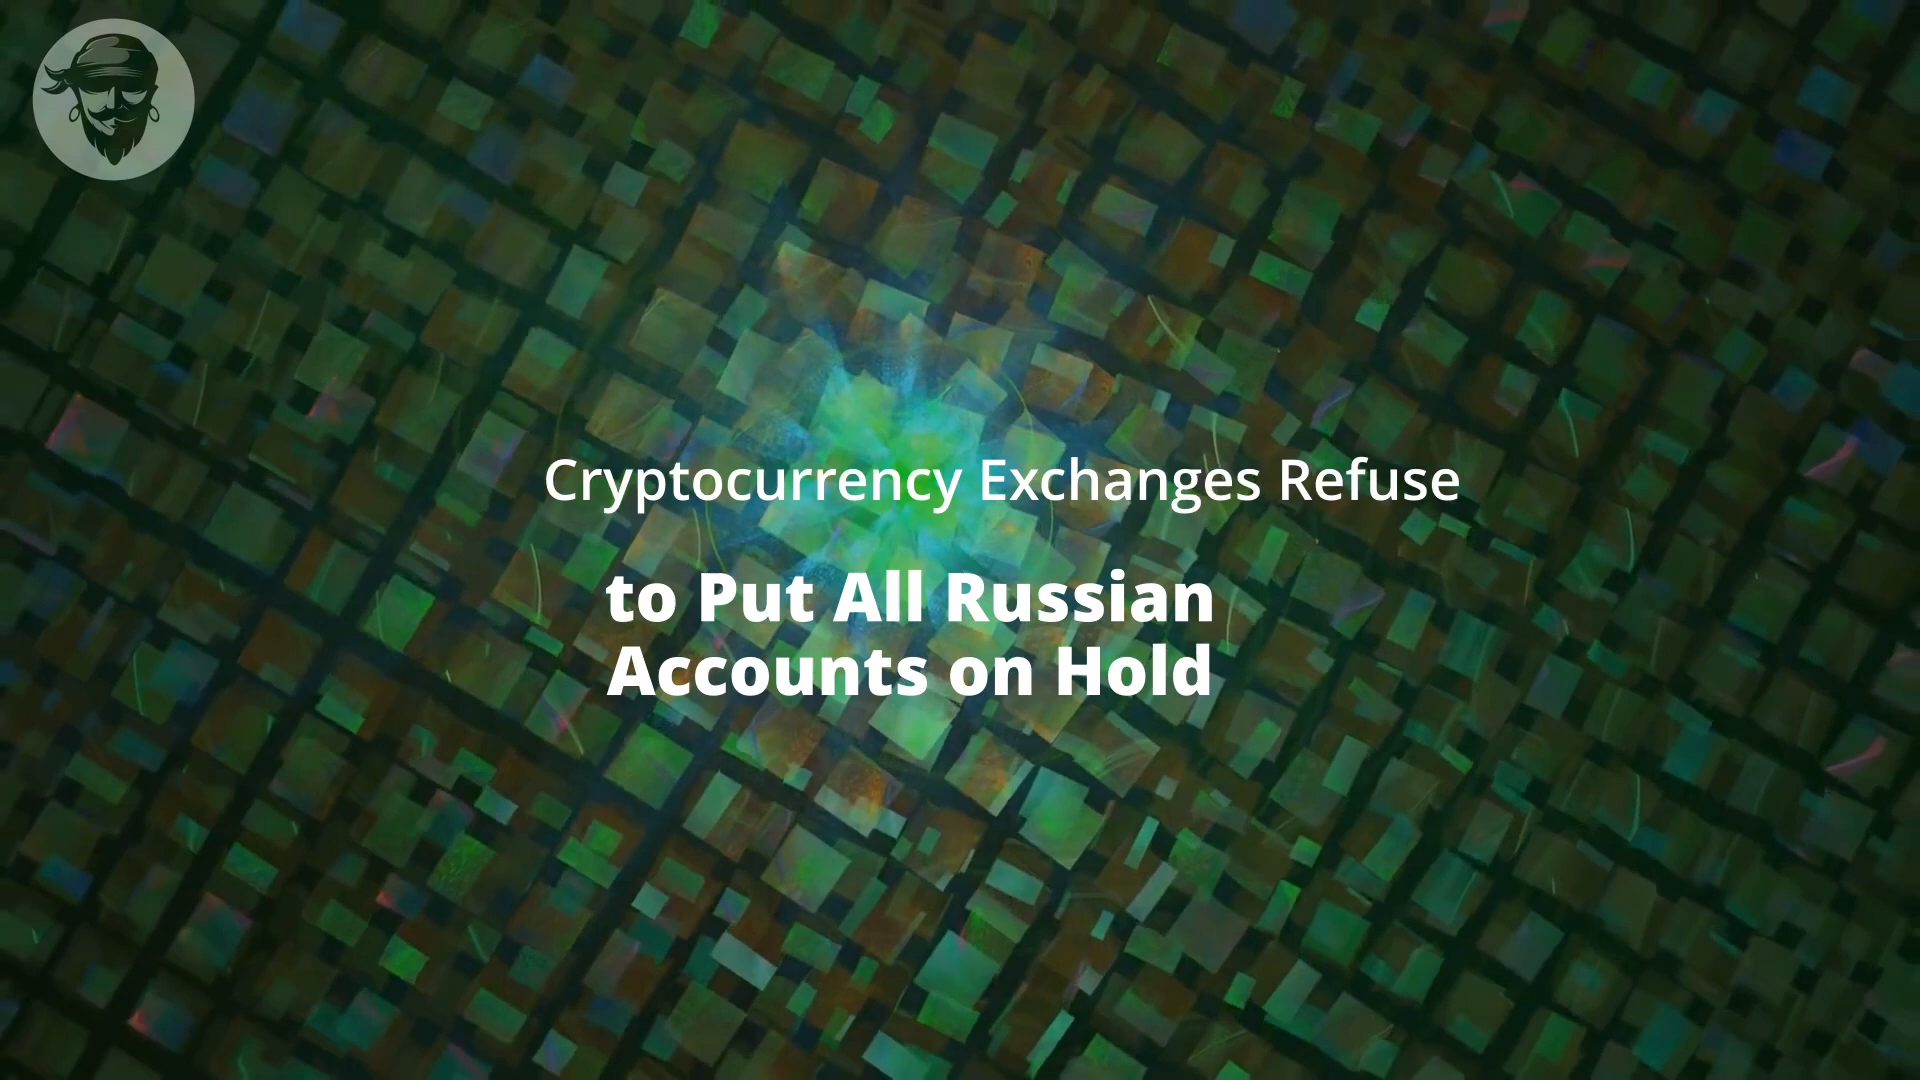 Cryptocurrency Exchanges Refuse
to Put All Russian
Accounts on Hold